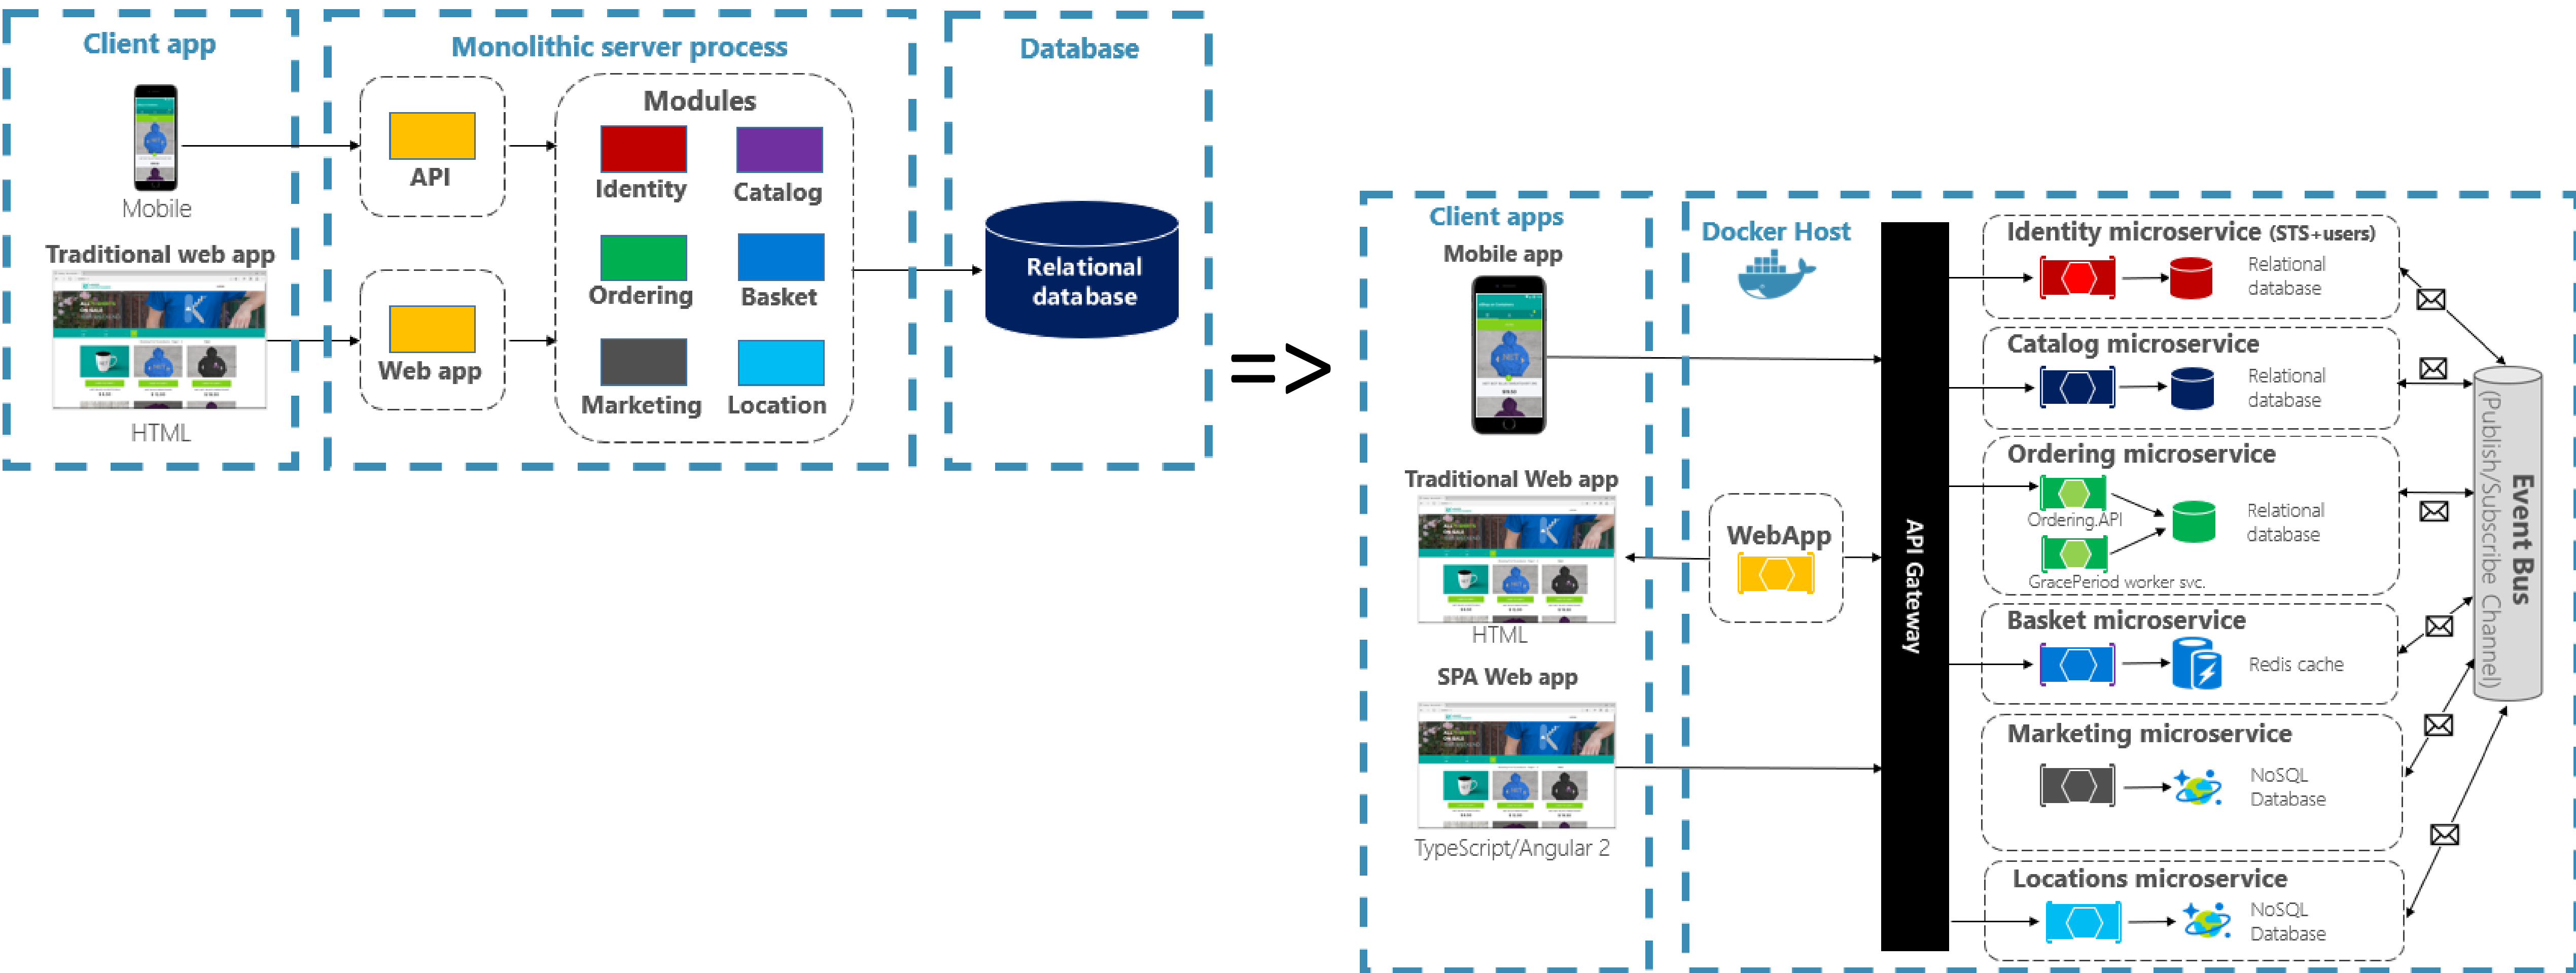 Client app
Mobile
Traditional web app
HTML
Monolithic server process
API
Web app
Modules
Identity
Catalog
Ordering
Basket
Marketing
Location
Database
Relational
database
=>
Client apps
Mobile app
Traditional Web app
HTML
SPA Web app
TypeScript/Angular 2
Docker Host
WebApp
API Gateway
Identity microservice (STS+users)
Relational
database
Catalog microservice
Relational
database
Ordering microservice
Ordering.API
GracePeriod worker svc.
Relational
database
Basket microservice
Redis cache
Marketing microservice
NoSQL
Database
Locations microservice
NoSQL
Database
Event Bus
(Publish/Subscribe Channel)